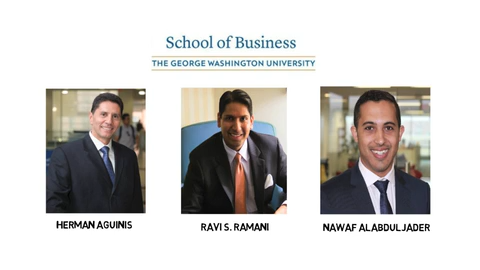 School of Business
THE GEORGE WASHINGTON UNIVERSITY
HERMAN AGUINIS
RAVI S. RAMANI
NAWAF ALABDULJADER